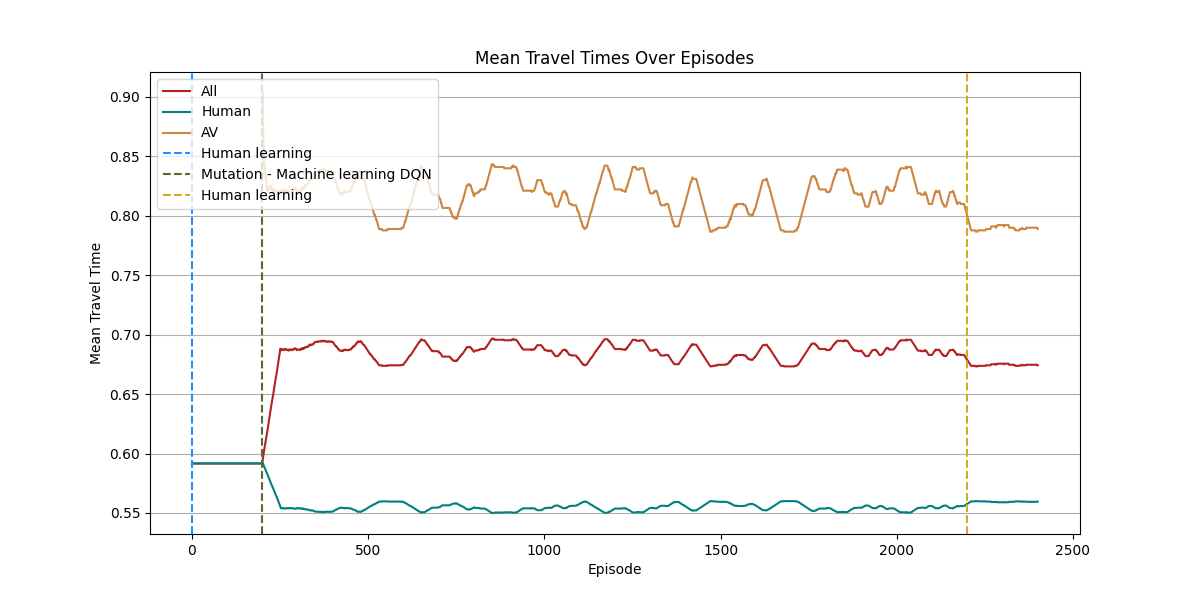 Mean Travel Times Over Episodes
0.90
0.85
0.80
0.75
0.70
0.65
0.60
0.55
Mean Travel Time
All
Human
AV
Human learning
Mutation - Machine learning DQN
Human learning
0
500
1000
1500
2000
2500
Episode